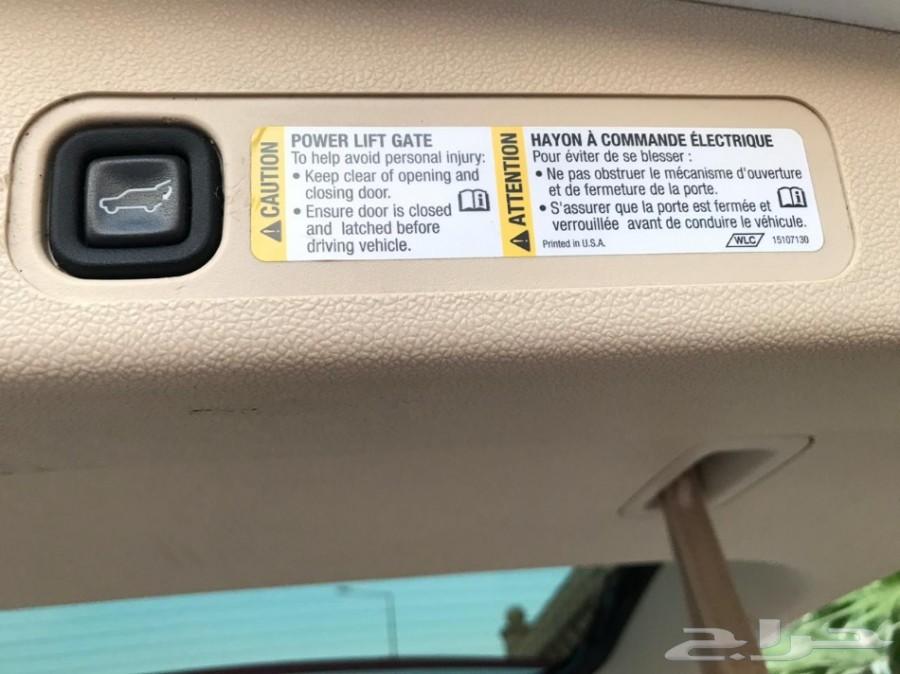 CAUTION
POWER LIFT GATE
To help avoid personal injury:
• Keep clear of opening and
closing door.
• Ensure door is closed
and latched before
driving vehicle.
ATTENTION
HAYON À COMMANDE ÉLECTRIQUE
Pour éviter de se blesser :
• Ne pas obstruer le mécanisme d'ouverture
et de fermeture de la porte.
• S'assurer que la porte est fermée et
verrouillée avant de conduire le véhicule.
Printed in U.S.A.
WLC
15107130
حراج